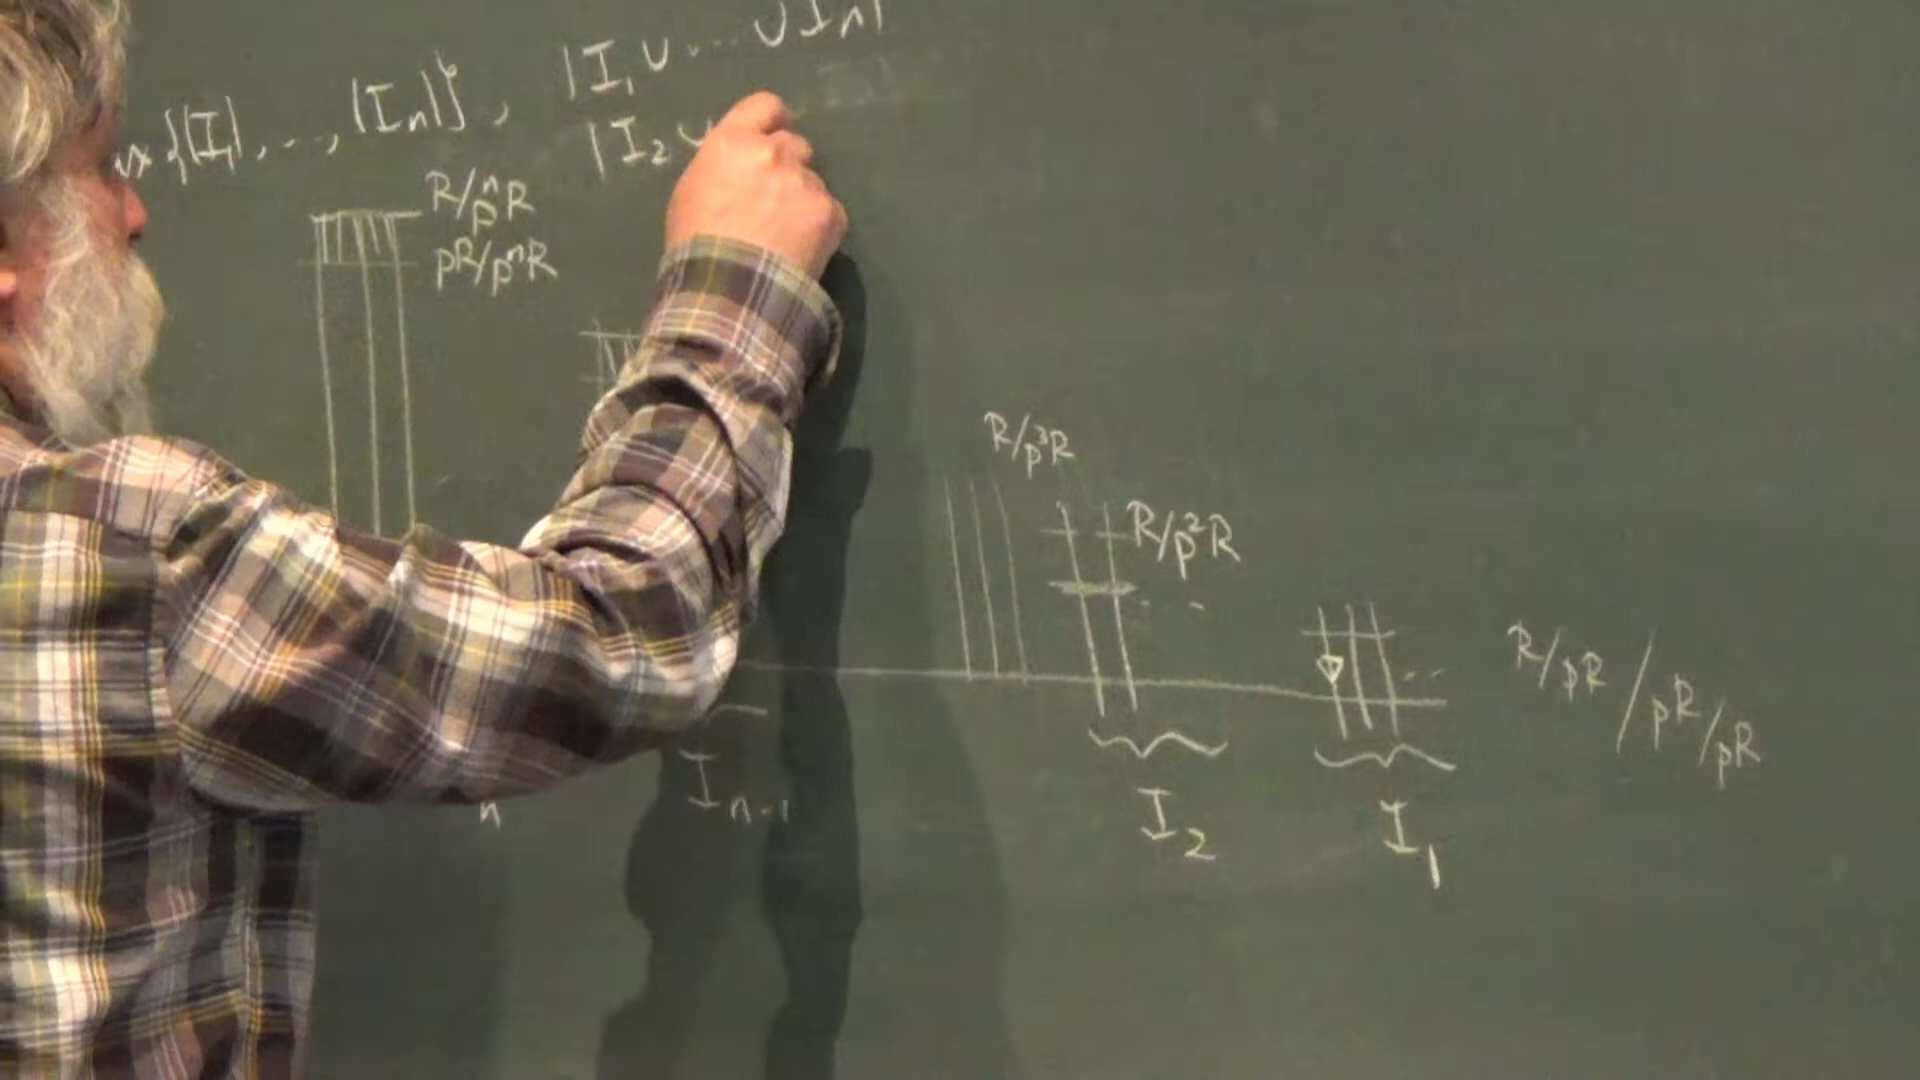 |I₁ ∪ ... ∪ Iₙ|
{|I₁|, ..., |Iₙ|},
|I₂ ∪
R/pⁿR
pR/pⁿR
R/p³R
R/p²R
...
R/pR / pR/pR
...
n
Iₙ₋₁
I₂
I₁